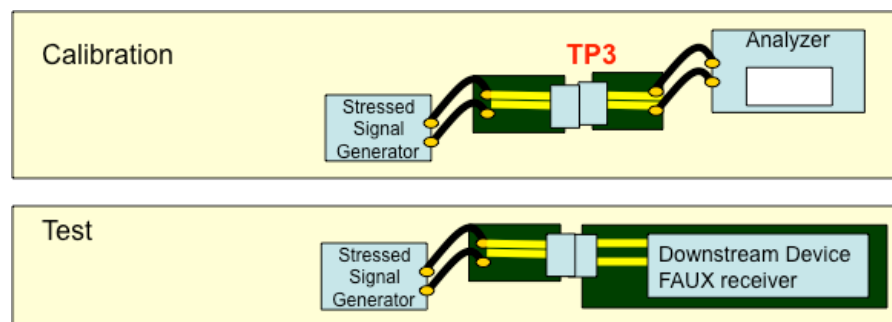 Calibration
TP3
Analyzer
Stressed
Signal
Generator
Test
Stressed
Signal
Generator
Downstream Device
FAUX receiver